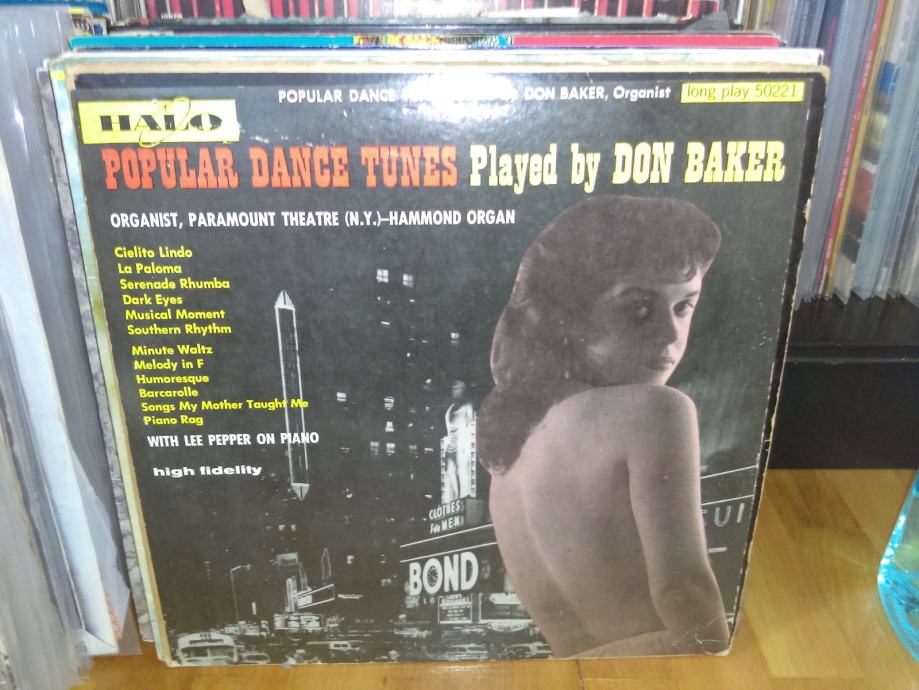 POPULAR DANCE DON BAKER, Organist
long play 50221
HALO
POPULAR DANCE TUNES Played by DON BAKER
ORGANIST, PARAMOUNT THEATRE (N.Y.)—HAMMOND ORGAN
Cielito Lindo
La Paloma
Serenade Rhumba
Dark Eyes
Musical Moment
Southern Rhythm
Minute Waltz
Melody in F
Humoresque
Barcarolle
Songs My Mother Taught Me
Piano Rag
WITH LEE PEPPER ON PIANO
high fidelity
CLOTHES
For MEN
BOND